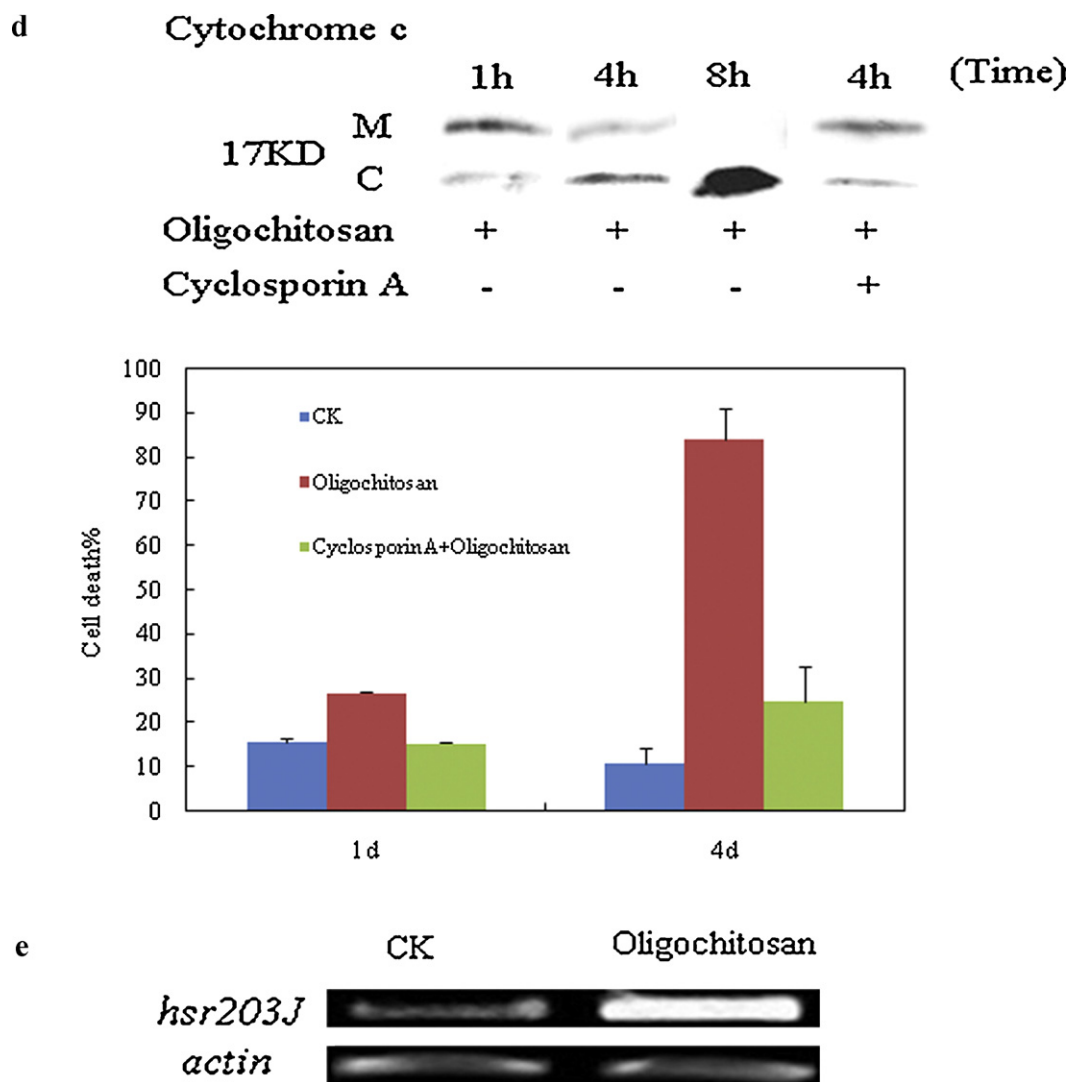 d
Cytochrome c
1h 4h 8h 4h (Time)
M
17KD
C
Oligochitosan + + + +
Cyclosporin A - - - +
100
90
80
70
60
50
40
30
20
10
0
Cell death%
CK
Oligochitosan
Cyclosporin A+Oligochitosan
1d 4d
e
CK Oligochitosan
hsr203J
actin